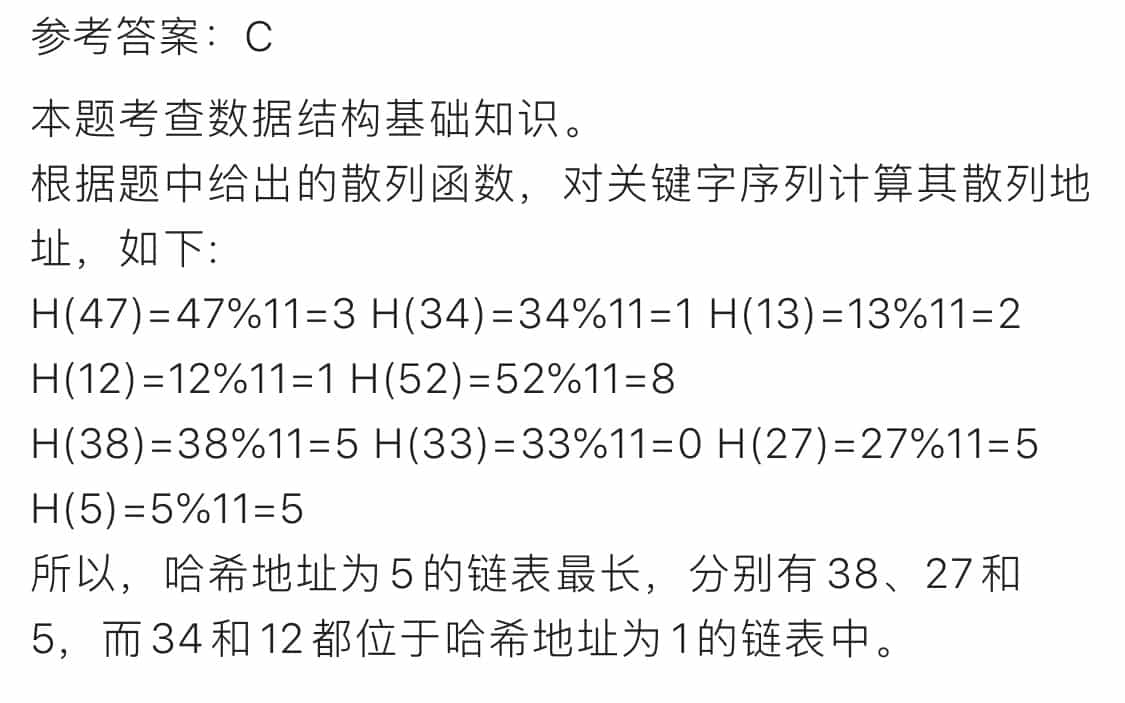 参考答案：C
本题考查数据结构基础知识。
根据题中给出的散列函数，对关键字序列计算其散列地
址，如下:
H(47)=47%11=3 H(34)=34%11=1 H(13)=13%11=2
H(12)=12%11=1 H(52)=52%11=8
H(38)=38%11=5 H(33)=33%11=0 H(27)=27%11=5
H(5)=5%11=5
所以，哈希地址为5的链表最长，分别有38、27和
5，而34和12都位于哈希地址为1的链表中。